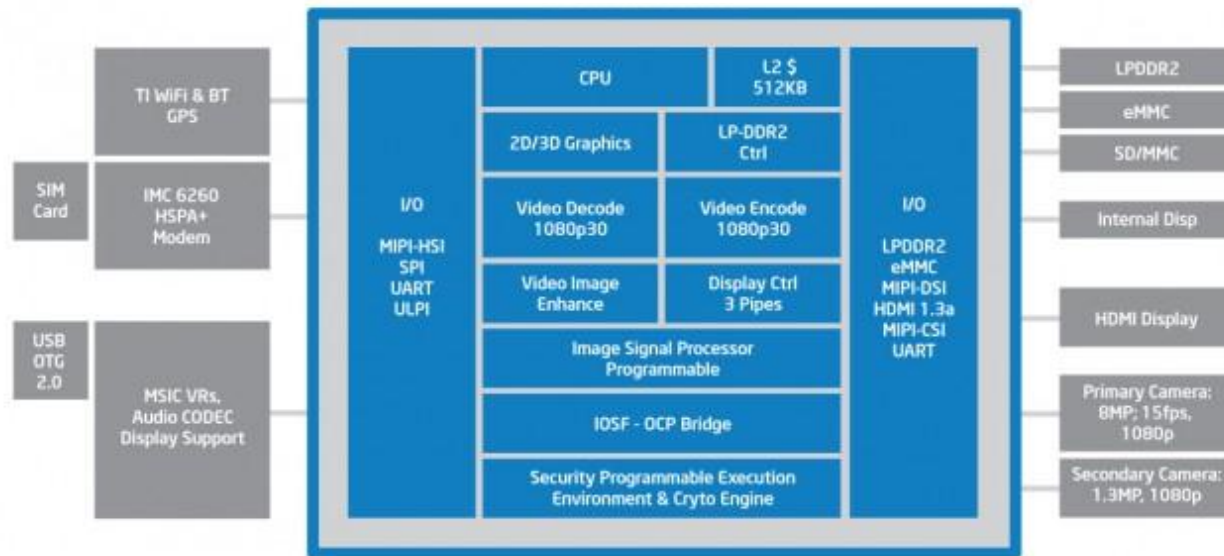 TI WiFi & BT
GPS
SIM
Card
IMC 6260
HSPA+
Modem
USB
OTG
2.0
MSIC VRs,
Audio CODEC
Display Support
I/O
MIPI-HSI
SPI
UART
ULPI
CPU
L2 $
512KB
2D/3D Graphics
LP-DDR2
Ctrl
Video Decode
1080p30
Video Encode
1080p30
Video Image
Enhance
Display Ctrl
3 Pipes
Image Signal Processor
Programmable
IOSF - OCP Bridge
Security Programmable Execution
Environment & Cryto Engine
I/O
LPDDR2
eMMC
MIPI-DSI
HDMI 1.3a
MIPI-CSI
UART
LPDDR2
eMMC
SD/MMC
Internal Disp
HDMI Display
Primary Camera:
8MP; 15fps,
1080p
Secondary Camera:
1.3MP, 1080p